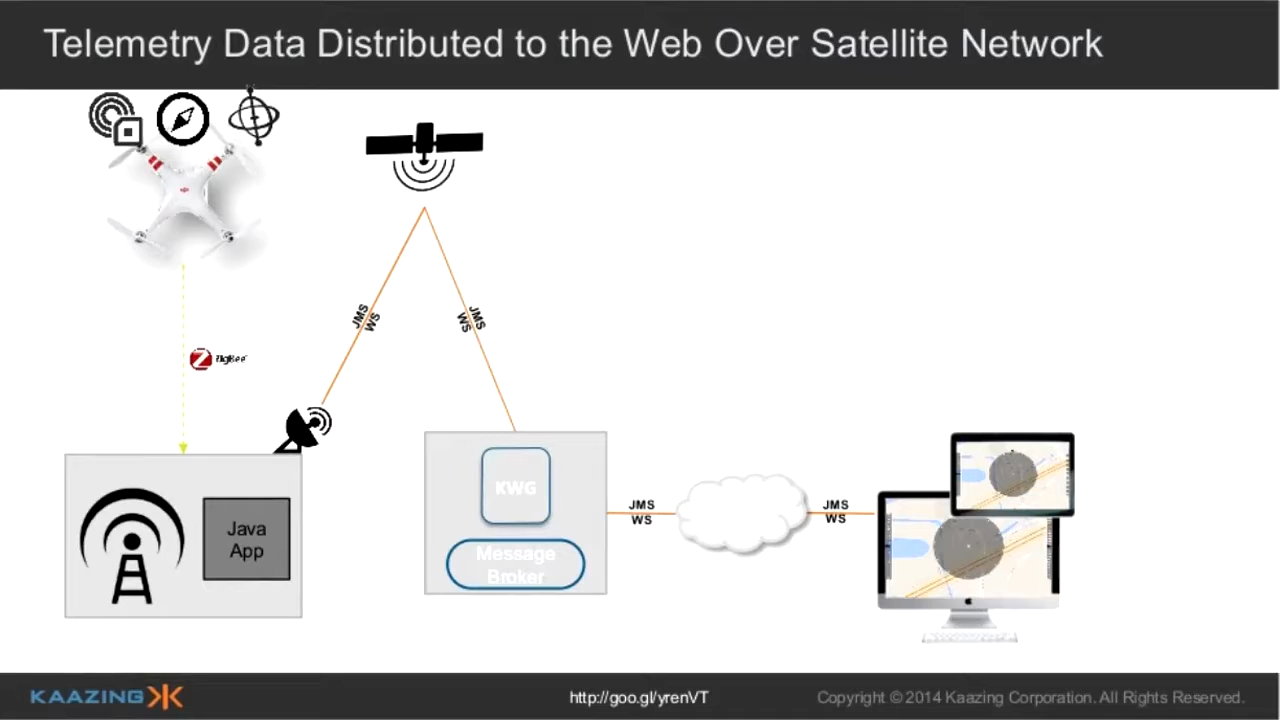 Telemetry Data Distributed to the Web Over Satellite Network
JMS
WS
JMS
WS
ZigBee
Java
App
KWG
Message
Broker
JMS
WS
JMS
WS
KAAZING
http://goo.gl/yrenVT
Copyright © 2014 Kaazing Corporation. All Rights Reserved.